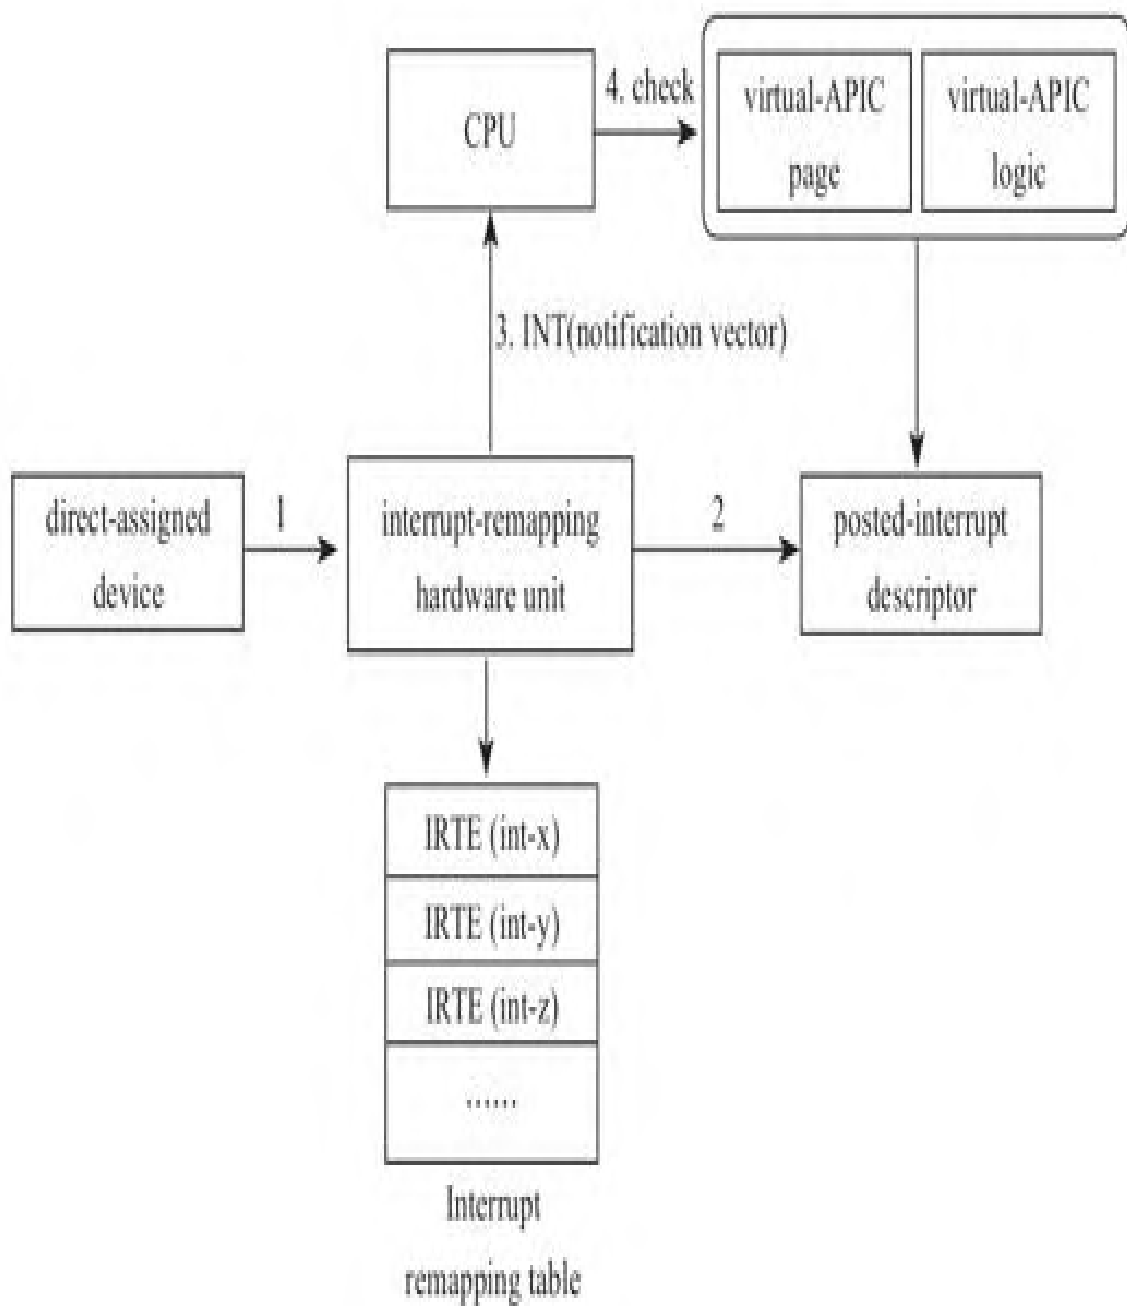 CPU
4. check
virtual-APIC
page
virtual-APIC
logic
3. INT(notification vector)
direct-assigned
device
1
interrupt-remapping
hardware unit
2
posted-interrupt
descriptor
IRTE (int-x)
IRTE (int-y)
IRTE (int-z)
······
Interrupt
remapping table